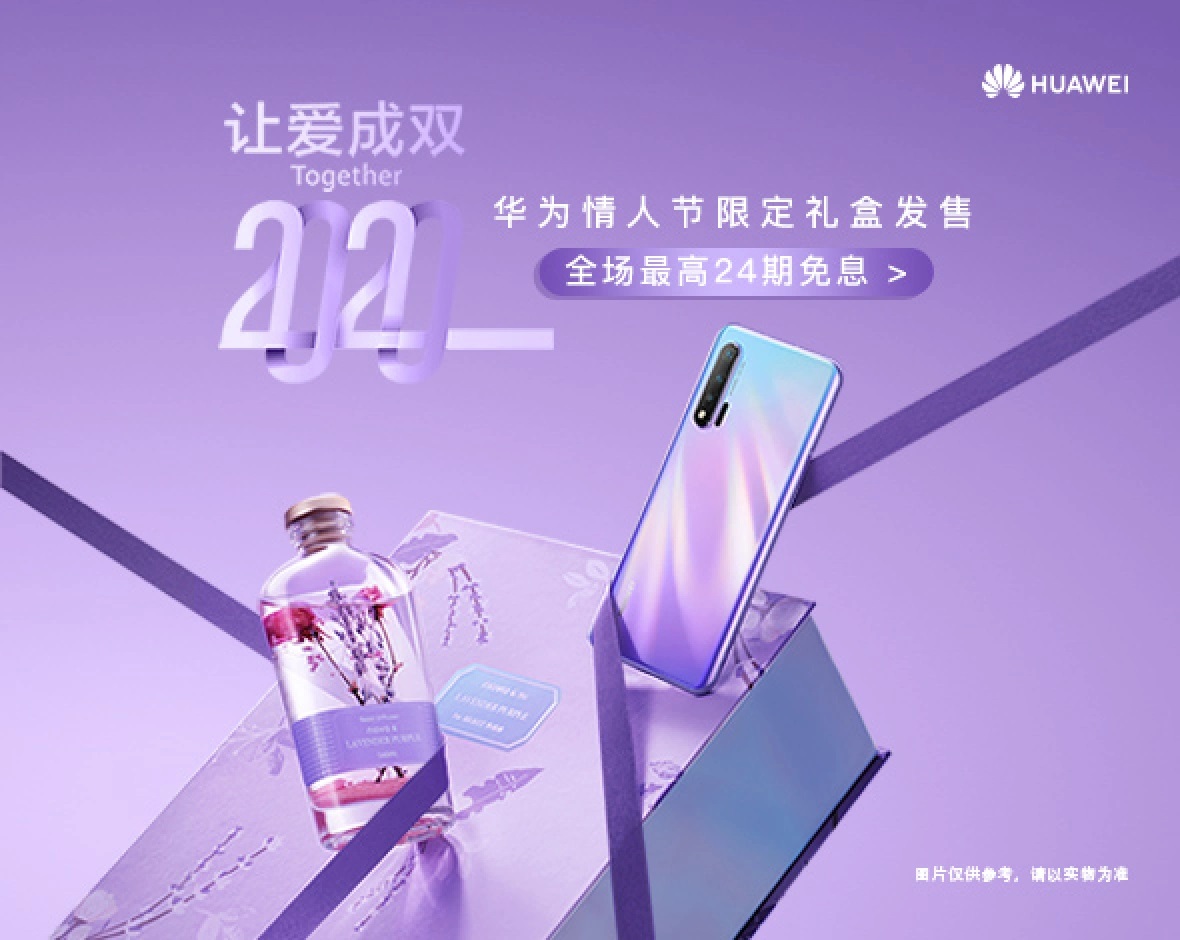 HUAWEI
让爱成双
Together
2020
华为情人节限定礼盒发售
全场最高24期免息 >
LAVENDER PURPLE
LAVENDER PURPLE
图片仅供参考，请以实物为准